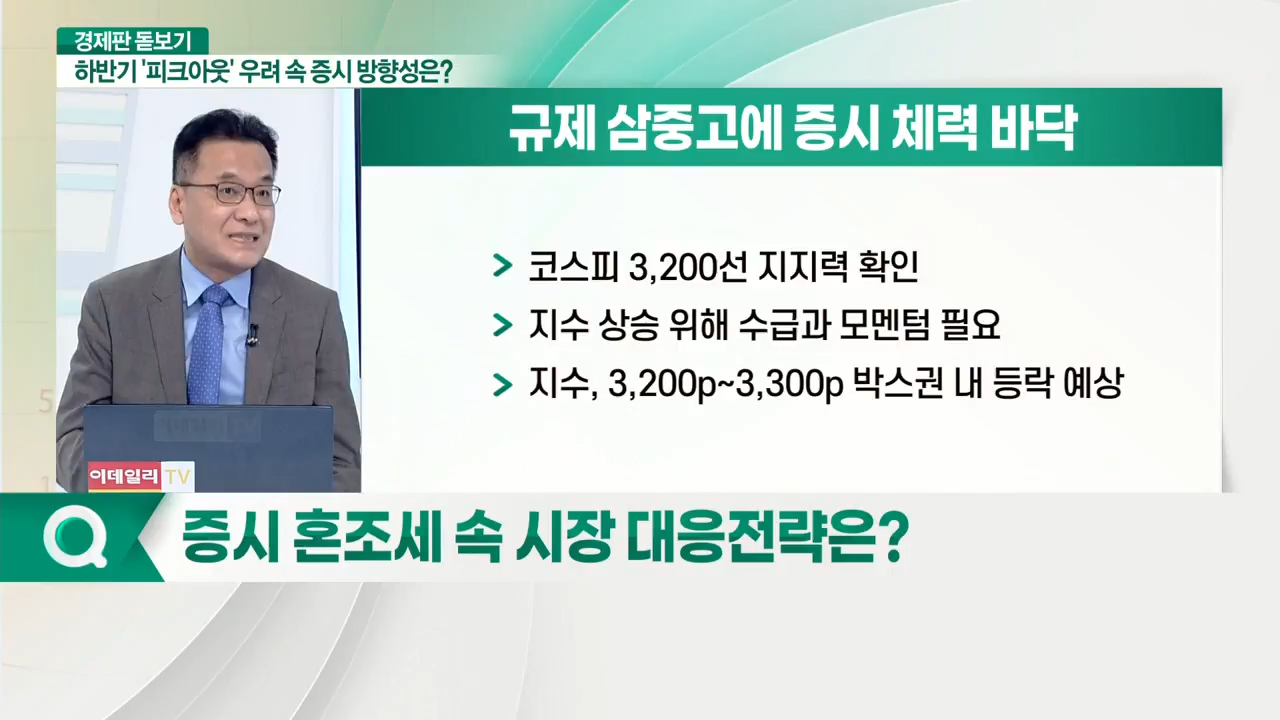 경제판 돋보기
하반기 '피크아웃' 우려 속 증시 방향성은?
규제 삼중고에 증시 체력 바닥
> 코스피 3,200선 지지력 확인
> 지수 상승 위해 수급과 모멘텀 필요
> 지수, 3,200p~3,300p 박스권 내 등락 예상
이데일리 TV
Q 증시 혼조세 속 시장 대응전략은?